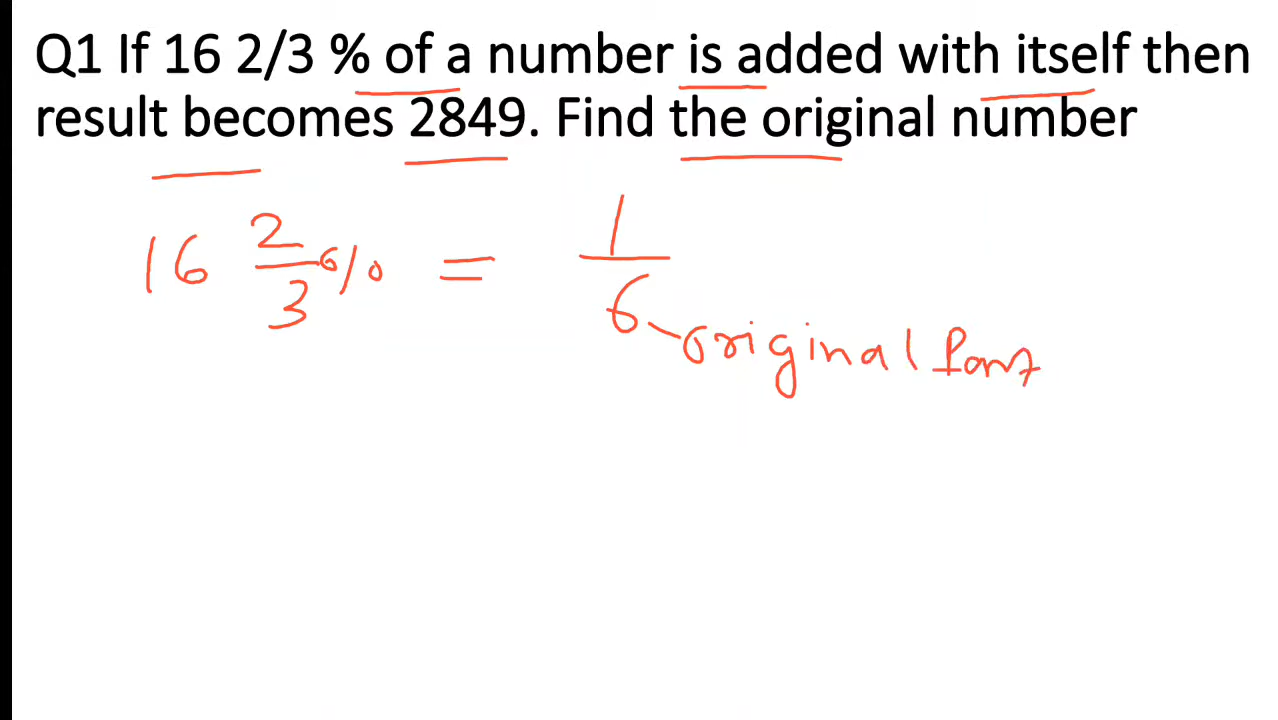 Q1 If 16 2/3 % of a number is added with itself then
result becomes 2849. Find the original number
16 2/3 % = 1/6
original Part